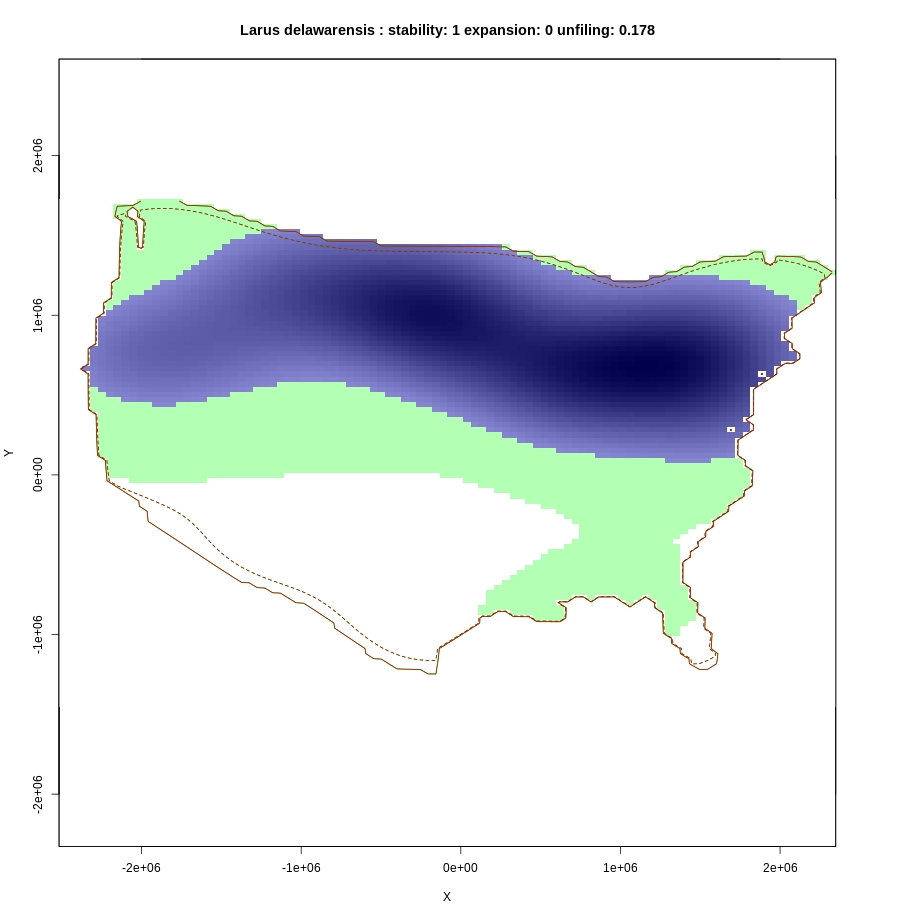 Larus delawarensis : stability: 1 expansion: 0 unfiling: 0.178
2e+06
1e+06
0e+00
-1e+06
-2e+06
Y
-2e+06 -1e+06 0e+00 1e+06 2e+06
X